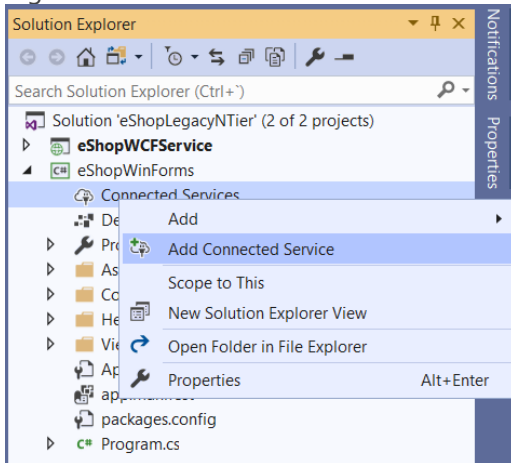 Solution Explorer
Search Solution Explorer (Ctrl+`)
Solution 'eShopLegacyNTier' (2 of 2 projects)
eShopWCFService
C# eShopWinForms
Connected Services
Add
Add Connected Service
Scope to This
New Solution Explorer View
Open Folder in File Explorer
Properties Alt+Enter
packages.config
C# Program.cs
Notifications
Properties